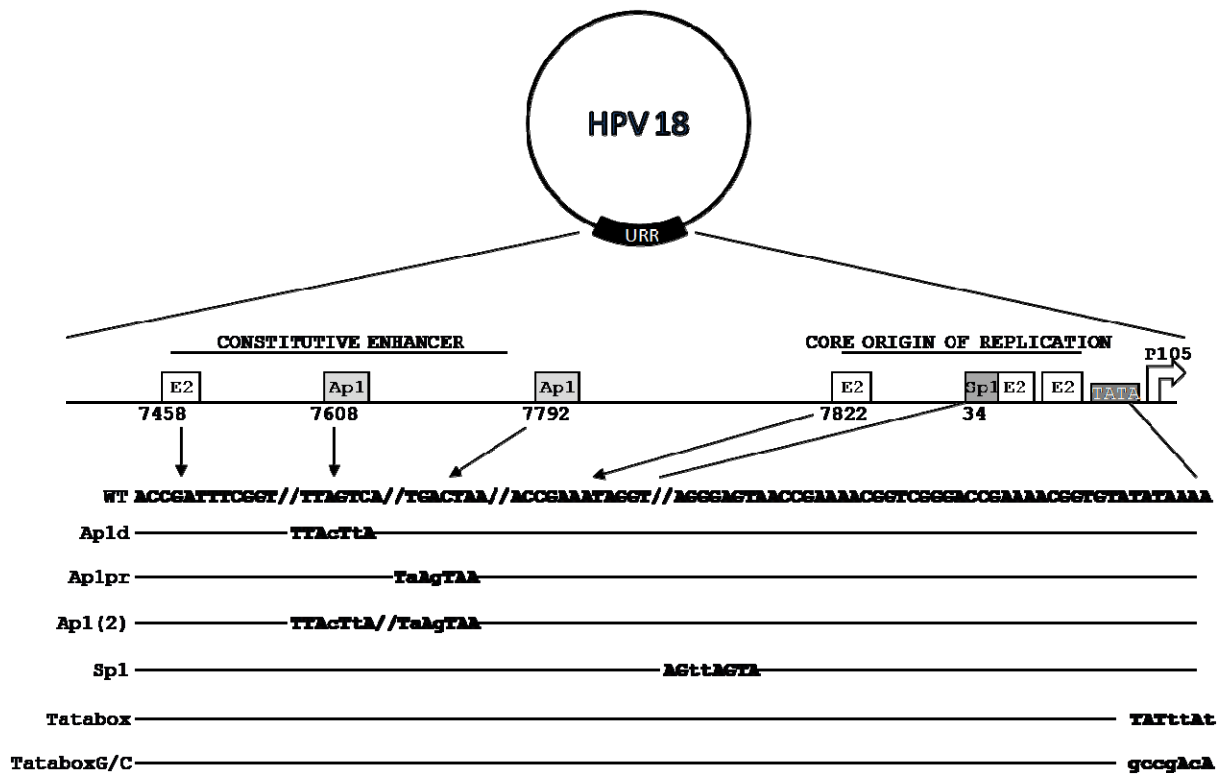 HPV 18
URR
CONSTITUTIVE ENHANCER CORE ORIGIN OF REPLICATION
P105
E2 Ap1 Ap1 E2 Sp1 E2 E2 TATA
7458 7608 7792 7822 34
WT ACCGATTTCGGT//TTAGTCA//TGACTAA//ACCGAAATAGGT//AGGGAGTAACCGAAAACGGTCGGGACCGAAAACGGTGTATATAAAA
Ap1d TTAcTtA
Ap1pr TaAgTAA
Ap1(2) TTAcTtA//TaAgTAA
Sp1 AGttAGTA
Tatabox TATttAt
TataboxG/C gccgAcA